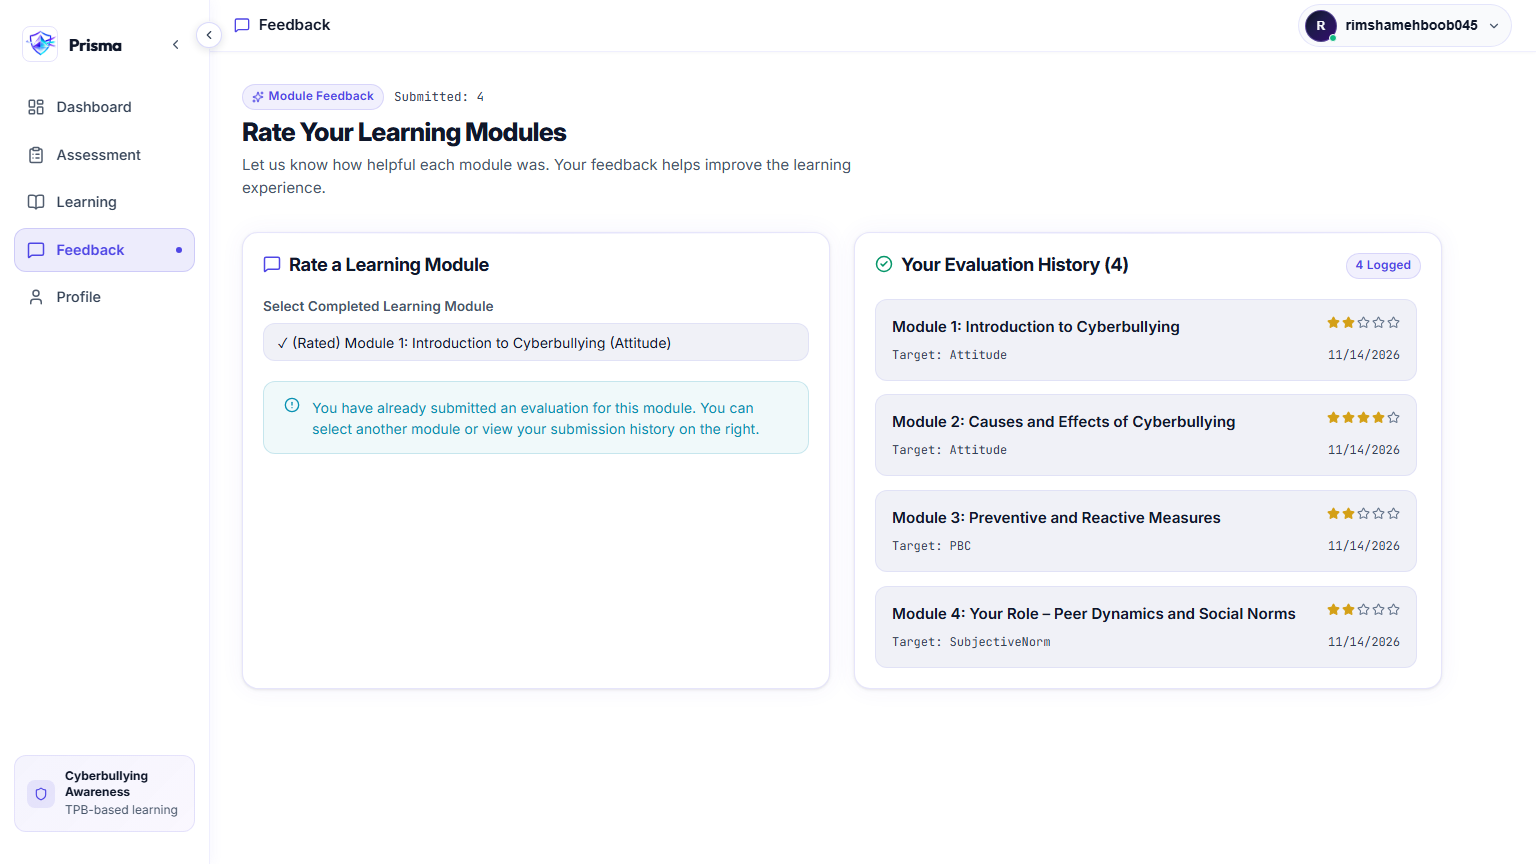 Prisma
Dashboard
Assessment
Learning
Feedback
Profile
Cyberbullying
Awareness
TPB-based learning
Feedback
R
rimshamehboob045
Module Feedback
Submitted: 4
Rate Your Learning Modules
Let us know how helpful each module was. Your feedback helps improve the learning
experience.
Rate a Learning Module
Select Completed Learning Module
✓ (Rated) Module 1: Introduction to Cyberbullying (Attitude)
You have already submitted an evaluation for this module. You can
select another module or view your submission history on the right.
Your Evaluation History (4)
4 Logged
Module 1: Introduction to Cyberbullying
Target: Attitude
11/14/2026
Module 2: Causes and Effects of Cyberbullying
Target: Attitude
11/14/2026
Module 3: Preventive and Reactive Measures
Target: PBC
11/14/2026
Module 4: Your Role – Peer Dynamics and Social Norms
Target: SubjectiveNorm
11/14/2026